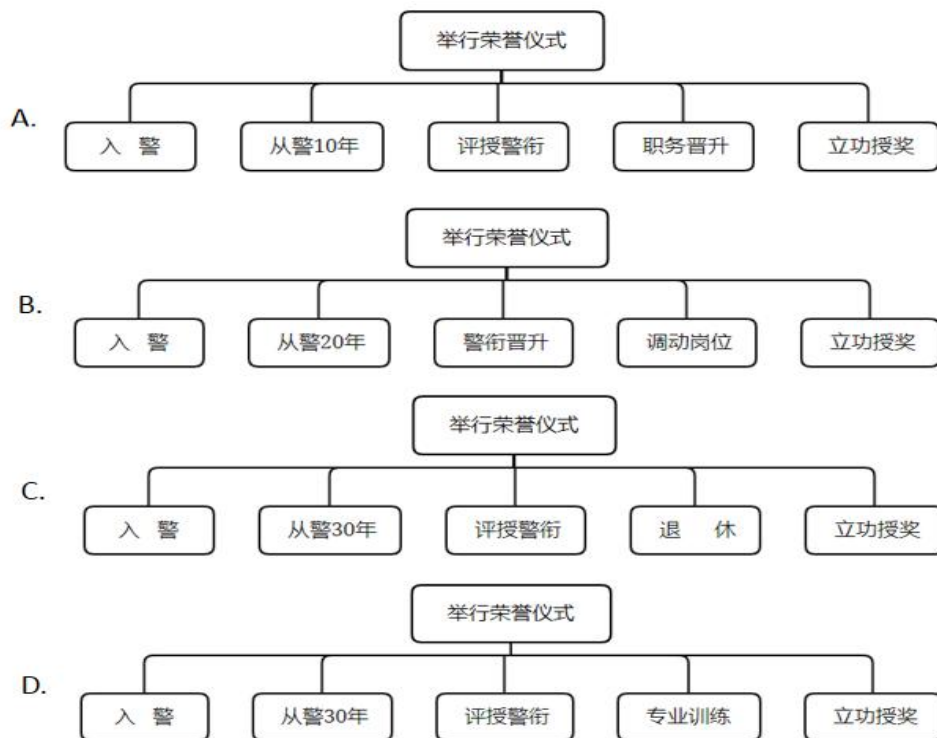 举行荣誉仪式
A.
入 警 从警10年 评授警衔 职务晋升 立功授奖
举行荣誉仪式
B.
入 警 从警20年 警衔晋升 调动岗位 立功授奖
举行荣誉仪式
C.
入 警 从警30年 评授警衔 退 休 立功授奖
举行荣誉仪式
D.
入 警 从警30年 评授警衔 专业训练 立功授奖